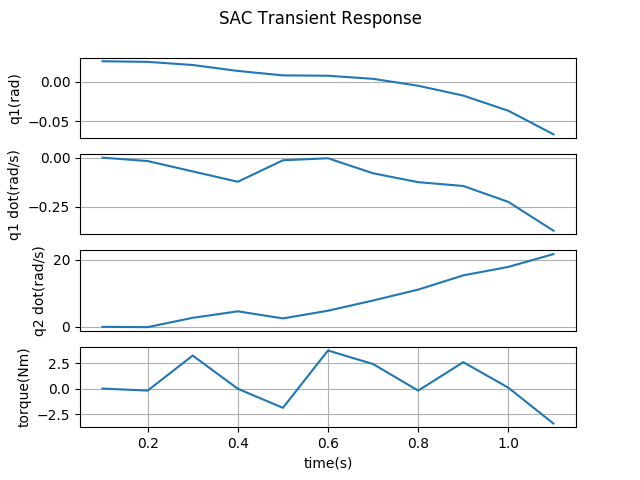 SAC Transient Response
q1(rad)
0.00
−0.05
q1 dot(rad/s)
0.00
−0.25
q2 dot(rad/s)
20
0
torque(Nm)
2.5
0.0
−2.5
0.2 0.4 0.6 0.8 1.0
time(s)